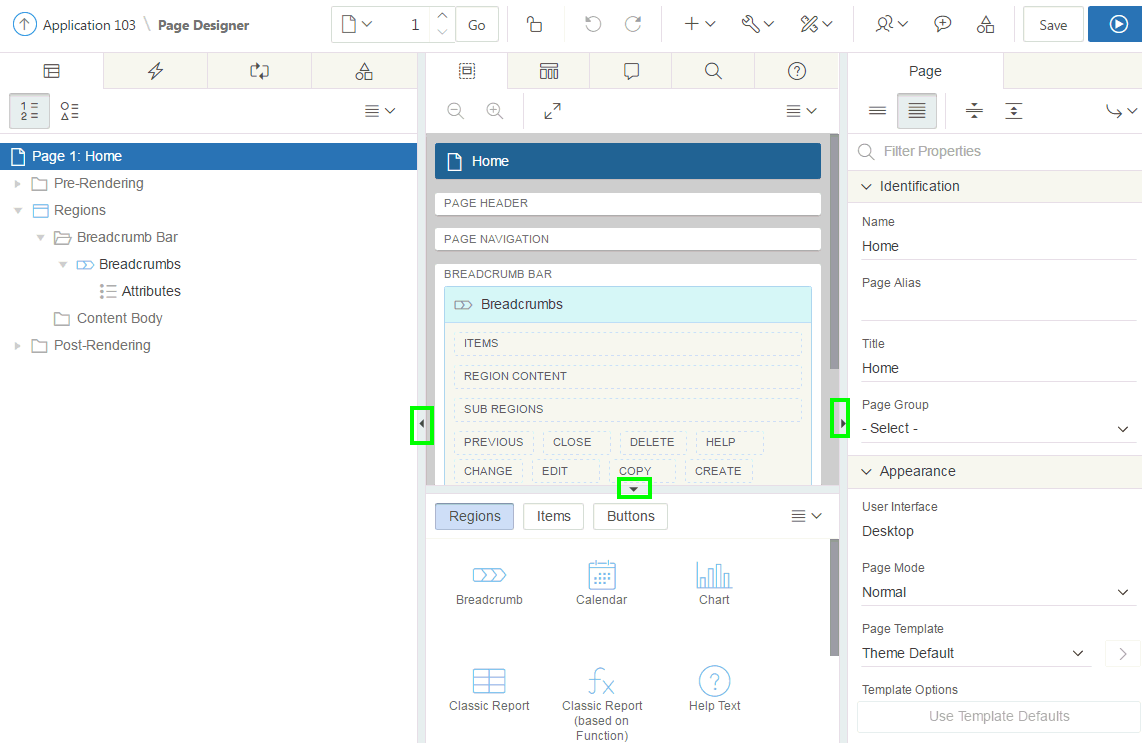 Application 103 \ Page Designer
1
Go
Save
Page
1
2
Filter Properties
Page 1: Home
Pre-Rendering
Regions
Breadcrumb Bar
Breadcrumbs
Attributes
Content Body
Post-Rendering
Home
PAGE HEADER
PAGE NAVIGATION
BREADCRUMB BAR
Breadcrumbs
ITEMS
REGION CONTENT
SUB REGIONS
PREVIOUS CLOSE DELETE HELP
CHANGE EDIT COPY CREATE
Regions Items Buttons
Breadcrumb Calendar Chart
Classic Report Classic Report Help Text
(based on
Function)
Identification
Name
Home
Page Alias
Title
Home
Page Group
- Select -
Appearance
User Interface
Desktop
Page Mode
Normal
Page Template
Theme Default
Template Options
Use Template Defaults